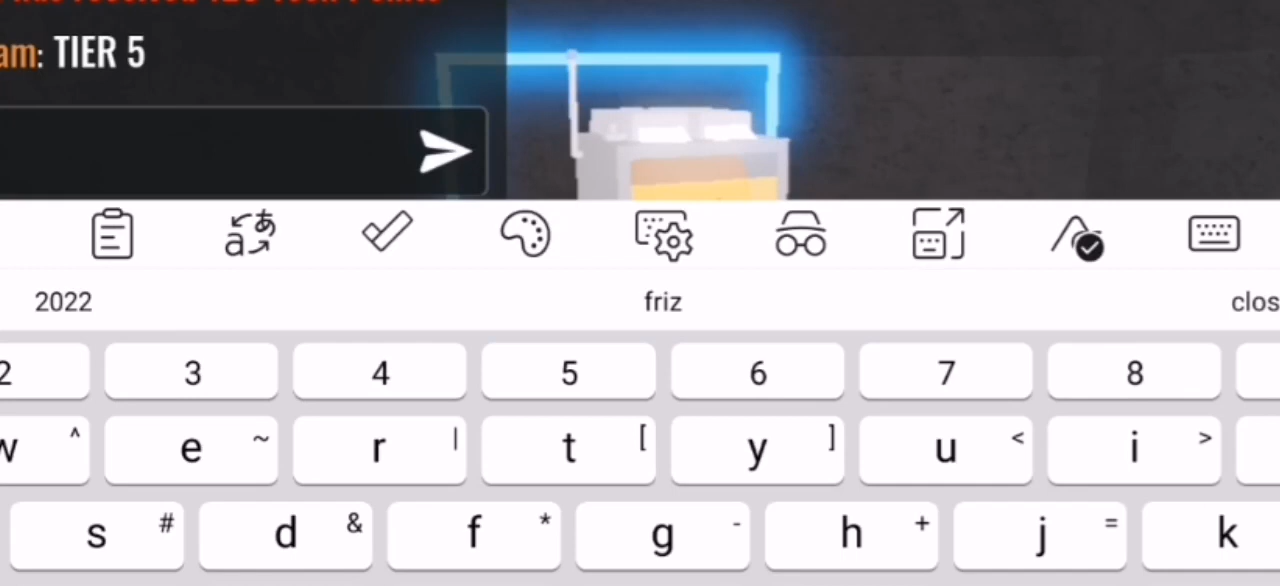 am: TIER 5
2022 friz clos
2 3 4 5 6 7 8
w ^ e ~ r | t [ y ] u < i >
s # d & f * g - h + j = k